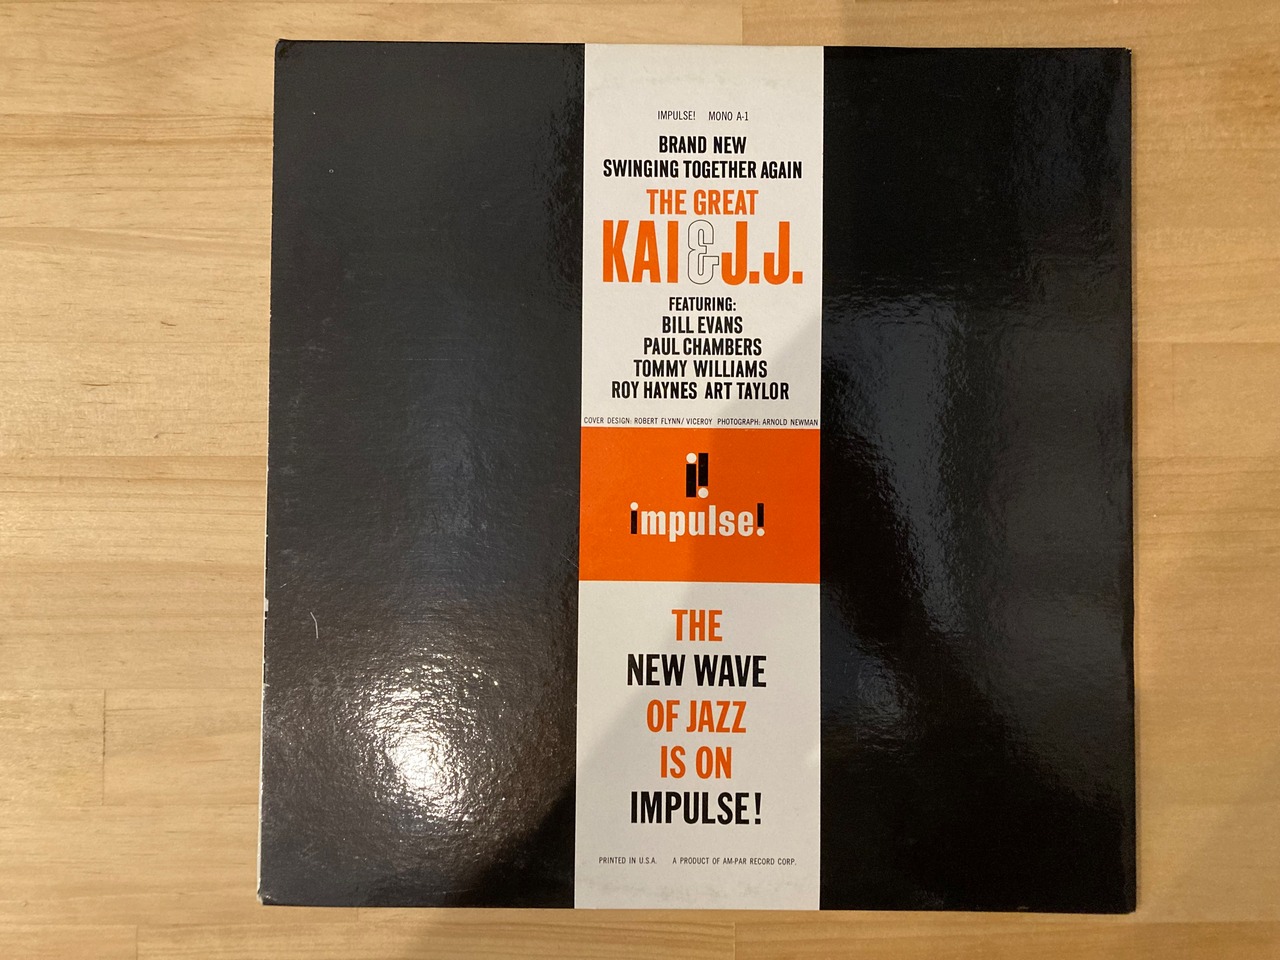 IMPULSE! MONO A-1
BRAND NEW
SWINGING TOGETHER AGAIN
THE GREAT
KAI & J.J.
FEATURING:
BILL EVANS
PAUL CHAMBERS
TOMMY WILLIAMS
ROY HAYNES ART TAYLOR
COVER DESIGN: ROBERT FLYNN/VICEROY PHOTOGRAPH: ARNOLD NEWMAN
i!
impulse!
THE
NEW WAVE
OF JAZZ
IS ON
IMPULSE!
PRINTED IN U.S.A. A PRODUCT OF AM-PAR RECORD CORP.